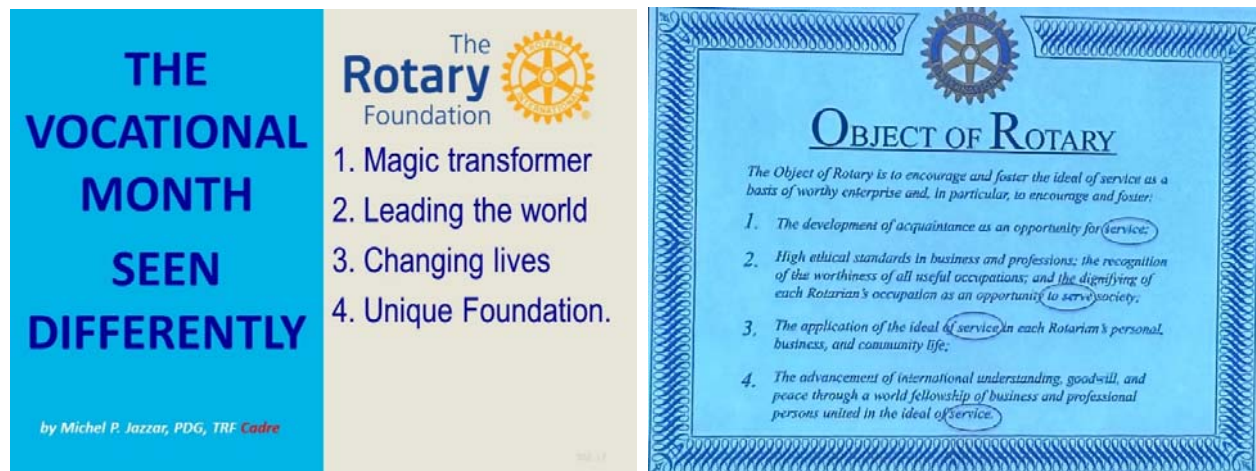 THE
VOCATIONAL
MONTH
SEEN
DIFFERENTLY
by Michel P. Jazzar, PDG, TRF Cadre
The
Rotary
Foundation
ROTARY
INTERNATIONAL
1. Magic transformer
2. Leading the world
3. Changing lives
4. Unique Foundation.
OBJECT OF ROTARY
The Object of Rotary is to encourage and foster the ideal of service as a
basis of worthy enterprise and, in particular, to encourage and foster:
1. The development of acquaintance as an opportunity for service;
2. High ethical standards in business and professions; the recognition
of the worthiness of all useful occupations; and the dignifying of
each Rotarian's occupation as an opportunity to serve society;
3. The application of the ideal of service in each Rotarian's personal,
business, and community life;
4. The advancement of international understanding, goodwill, and
peace through a world fellowship of business and professional
persons united in the ideal of service.